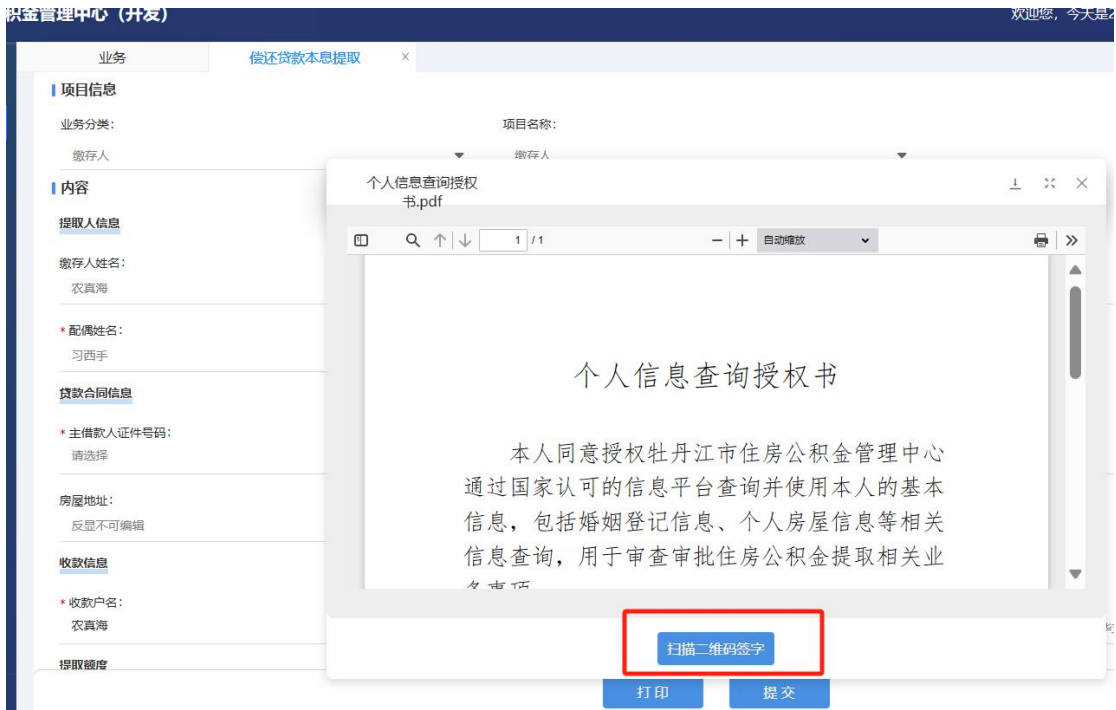 积金管理中心（开发）
欢迎您，今天是2
业务
偿还贷款本息提取
项目信息
业务分类：
项目名称：
缴存人
缴存人
内容
提取人信息
缴存人姓名：
农真海
* 配偶姓名：
习西手
贷款合同信息
* 主借款人证件号码：
请选择
房屋地址：
反显不可编辑
收款信息
* 收款户名：
农真海
提取额度
个人信息查询授权
书.pdf
1 / 1
自动缩放
个人信息查询授权书
本人同意授权牡丹江市住房公积金管理中心
通过国家认可的信息平台查询并使用本人的基本
信息，包括婚姻登记信息、个人房屋信息等相关
信息查询，用于审查审批住房公积金提取相关业
务事项
扫描二维码签字
打印
提交